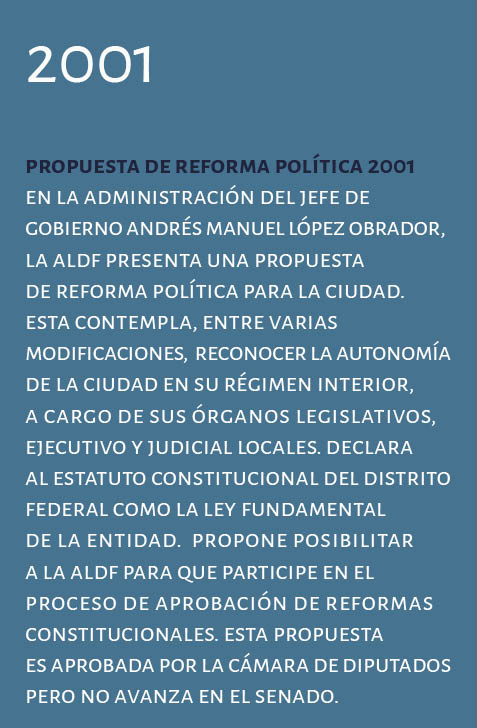 2001
PROPUESTA DE REFORMA POLÍTICA 2001
EN LA ADMINISTRACIÓN DEL JEFE DE
GOBIERNO ANDRÉS MANUEL LÓPEZ OBRADOR,
LA ALDF PRESENTA UNA PROPUESTA
DE REFORMA POLÍTICA PARA LA CIUDAD.
ESTA CONTEMPLA, ENTRE VARIAS
MODIFICACIONES, RECONOCER LA AUTONOMÍA
DE LA CIUDAD EN SU RÉGIMEN INTERIOR,
A CARGO DE SUS ÓRGANOS LEGISLATIVOS,
EJECUTIVO Y JUDICIAL LOCALES. DECLARA
AL ESTATUTO CONSTITUCIONAL DEL DISTRITO
FEDERAL COMO LA LEY FUNDAMENTAL
DE LA ENTIDAD. PROPONE POSIBILITAR
A LA ALDF PARA QUE PARTICIPE EN EL
PROCESO DE APROBACIÓN DE REFORMAS
CONSTITUCIONALES. ESTA PROPUESTA
ES APROBADA POR LA CÁMARA DE DIPUTADOS
PERO NO AVANZA EN EL SENADO.